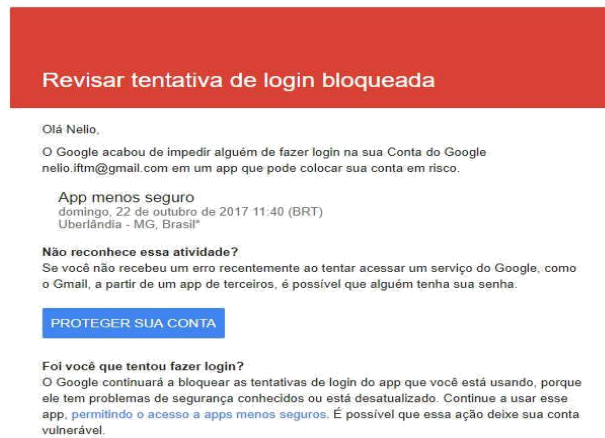 Revisar tentativa de login bloqueada
Olá Nelio,
O Google acabou de impedir alguém de fazer login na sua Conta do Google
nelio.iftm@gmail.com em um app que pode colocar sua conta em risco.
App menos seguro
domingo, 22 de outubro de 2017 11:40 (BRT)
Uberlândia - MG, Brasil*
Não reconhece essa atividade?
Se você não recebeu um erro recentemente ao tentar acessar um serviço do Google, como
o Gmail, a partir de um app de terceiros, é possível que alguém tenha sua senha.
PROTEGER SUA CONTA
Foi você que tentou fazer login?
O Google continuará a bloquear as tentativas de login do app que você está usando, porque
ele tem problemas de segurança conhecidos ou está desatualizado. Continue a usar esse
app, permitindo o acesso a apps menos seguros. É possível que essa ação deixe sua conta
vulnerável.